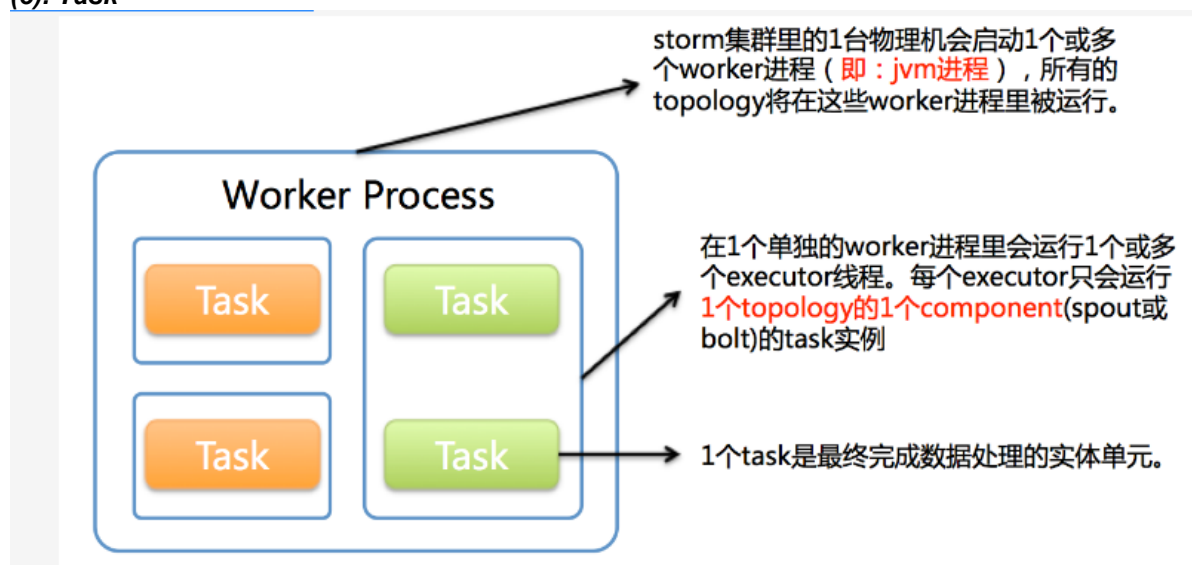 (3). Task
storm集群里的1台物理机会启动1个或多
个worker进程（即：jvm进程），所有的
topology将在这些worker进程里被运行。
Worker Process
在1个单独的worker进程里会运行1个或多
个executor线程。每个executor只会运行
1个topology的1个component(spout或
bolt)的task实例
Task
Task
Task
Task
1个task是最终完成数据处理的实体单元。